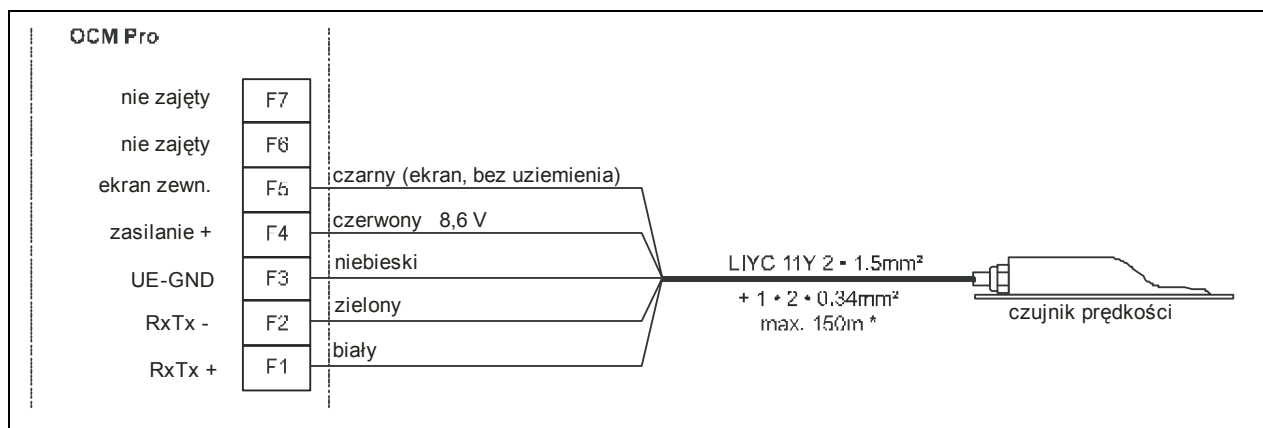 OCM Pro
nie zajęty F7
nie zajęty F6
ekran zewn. F5 czarny (ekran, bez uziemienia)
zasilanie + F4 czerwony 8,6 V
UE-GND F3 niebieski
RxTx - F2 zielony
RxTx + F1 biały
LIYC 11Y 2 * 1.5mm²
+ 1 * 2 * 0.34mm²
max. 150m *
czujnik prędkości